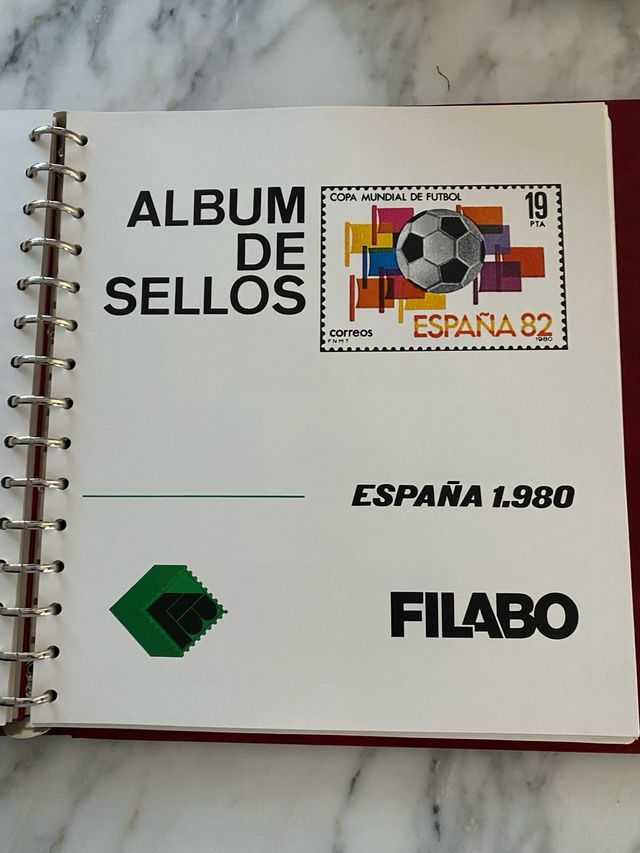 ALBUM
DE
SELLOS
COPA MUNDIAL DE FUTBOL
19
PTA
ESPAÑA 82
correos
FNMT
1980
ESPAÑA 1.980
FILABO